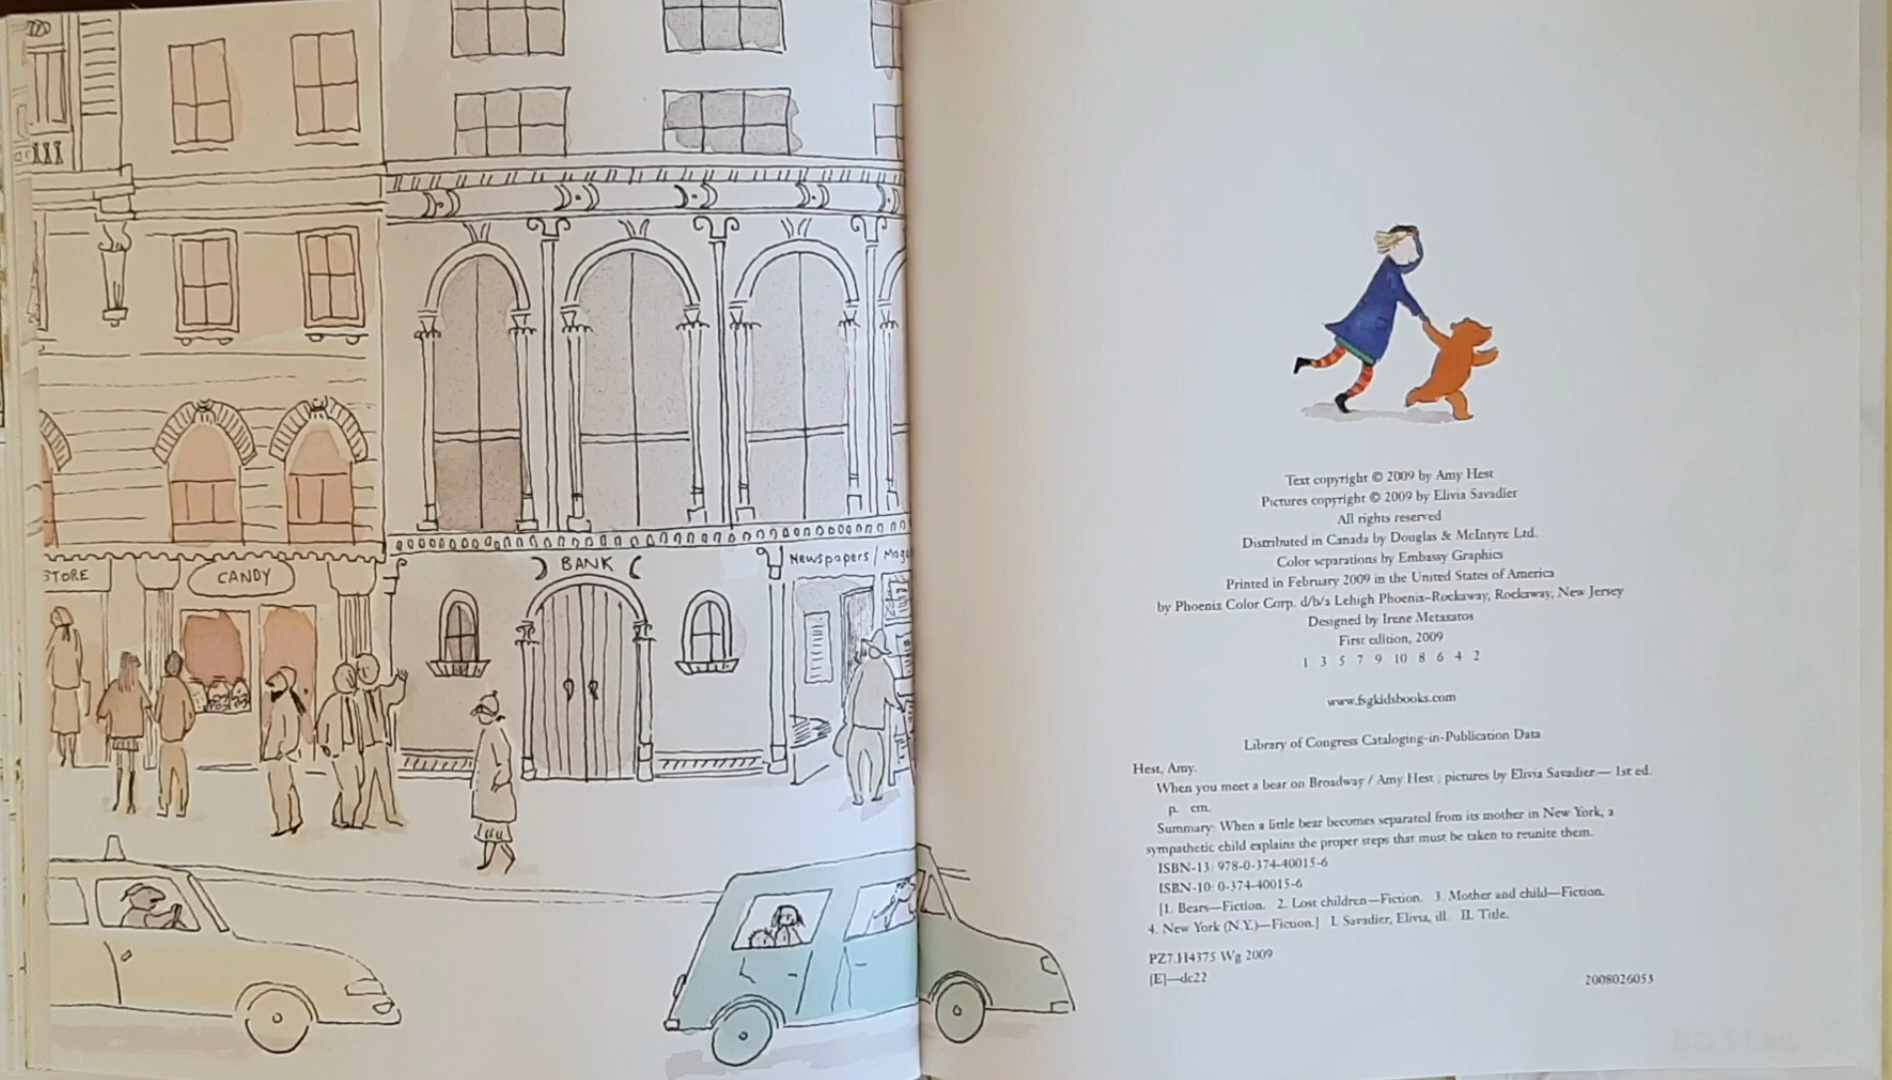 STORE
CANDY
BANK
Newspapers /
Text copyright © 2009 by Amy Hest
Pictures copyright © 2009 by Elivia Savadier
All rights reserved
Distributed in Canada by Douglas & McIntyre Ltd.
Color separations by Embassy Graphics
Printed in February 2009 in the United States of America
by Phoenix Color Corp. d/b/a Lehigh Phoenix–Rockaway, Rockaway, New Jersey
Designed by Irene Metaxatos
First edition, 2009
1 3 5 7 9 10 8 6 4 2
www.fsgkidsbooks.com
Library of Congress Cataloging-in-Publication Data
Hest, Amy.
When you meet a bear on Broadway / Amy Hest ; pictures by Elivia Savadier.— 1st ed.
p. cm.
Summary: When a little bear becomes separated from its mother in New York, a
sympathetic child explains the proper steps that must be taken to reunite them.
ISBN-13: 978-0-374-40015-6
ISBN-10: 0-374-40015-6
[1. Bears—Fiction. 2. Lost children—Fiction. 3. Mother and child—Fiction.
4. New York (N.Y.)—Fiction.] I. Savadier, Elivia, ill. II. Title.
PZ7.H4375 Wg 2009
[E]—dc22
2008026053